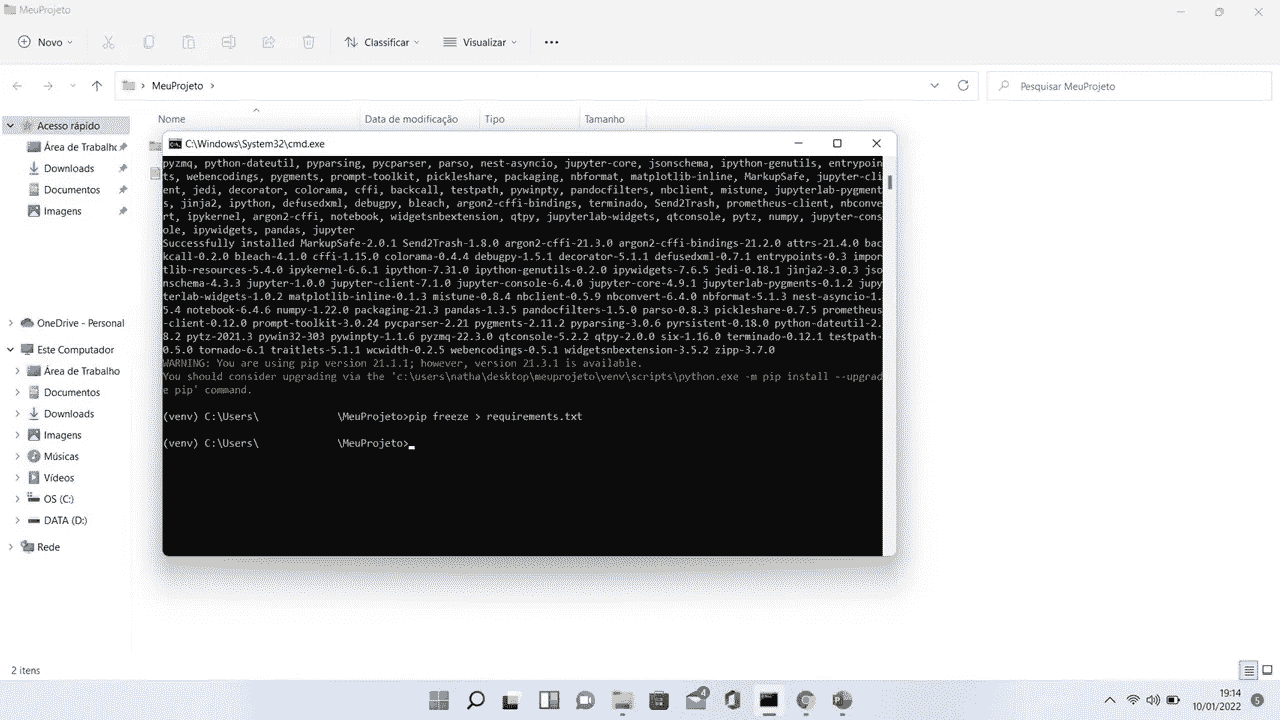 MeuProjeto
Novo
Classificar
Visualizar
MeuProjeto
Pesquisar MeuProjeto
Nome
Data de modificação
Tipo
Tamanho
Acesso rápido
Área de Trabalho
Downloads
Documentos
Imagens
OneDrive - Personal
Este Computador
Área de Trabalho
Documentos
Downloads
Imagens
Músicas
Vídeos
OS (C:)
DATA (D:)
Rede
C:\Windows\System32\cmd.exe
pyzmq, python-dateutil, pyparsing, pycparser, parso, nest-asyncio, jupyter-core, jsonschema, ipython-genutils, entrypoin
ts, webencodings, pygments, prompt-toolkit, pickleshare, packaging, nbformat, matplotlib-inline, MarkupSafe, jupyter-cli
ent, jedi, decorator, colorama, cffi, backcall, testpath, pywinpty, pandocfilters, nbclient, mistune, jupyterlab-pygment
s, jinja2, ipython, defusedxml, debugpy, bleach, argon2-cffi-bindings, terminado, Send2Trash, prometheus-client, nbconve
rt, ipykernel, argon2-cffi, notebook, widgetsnbextension, qtpy, jupyterlab-widgets, qtconsole, pytz, numpy, jupyter-cons
ole, ipywidgets, pandas, jupyter
Successfully installed MarkupSafe-2.0.1 Send2Trash-1.8.0 argon2-cffi-21.3.0 argon2-cffi-bindings-21.2.0 attrs-21.4.0 bac
kcall-0.2.0 bleach-4.1.0 cffi-1.15.0 colorama-0.4.4 debugpy-1.5.1 decorator-5.1.1 defusedxml-0.7.1 entrypoints-0.3 impor
tlib-resources-5.4.0 ipykernel-6.6.1 ipython-7.31.0 ipython-genutils-0.2.0 ipywidgets-7.6.5 jedi-0.18.1 jinja2-3.0.3 jso
nschema-4.3.3 jupyter-1.0.0 jupyter-client-7.1.0 jupyter-console-6.4.0 jupyter-core-4.9.1 jupyterlab-pygments-0.1.2 jupy
terlab-widgets-1.0.2 matplotlib-inline-0.1.3 mistune-0.8.4 nbclient-0.5.9 nbconvert-6.4.0 nbformat-5.1.3 nest-asyncio-1.
5.4 notebook-6.4.6 numpy-1.22.0 packaging-21.3 pandas-1.3.5 pandocfilters-1.5.0 parso-0.8.3 pickleshare-0.7.5 prometheus
-client-0.12.0 prompt-toolkit-3.0.24 pycparser-2.21 pygments-2.11.2 pyparsing-3.0.6 pyrsistent-0.18.0 python-dateutil-2.
8.2 pytz-2021.3 pywin32-303 pywinpty-1.1.6 pyzmq-22.3.0 qtconsole-5.2.2 qtpy-2.0.0 six-1.16.0 terminado-0.12.1 testpath-
0.5.0 tornado-6.1 traitlets-5.1.1 wcwidth-0.2.5 webencodings-0.5.1 widgetsnbextension-3.5.2 zipp-3.7.0
WARNING: You are using pip version 21.1.1; however, version 21.3.1 is available.
You should consider upgrading via the 'c:\users\natha\desktop\meuprojeto\venv\scripts\python.exe -m pip install --upgrad
e pip' command.
(venv) C:\Users\ \MeuProjeto>pip freeze > requirements.txt
(venv) C:\Users\ \MeuProjeto>
2 itens
4
19:14
10/01/2022
5